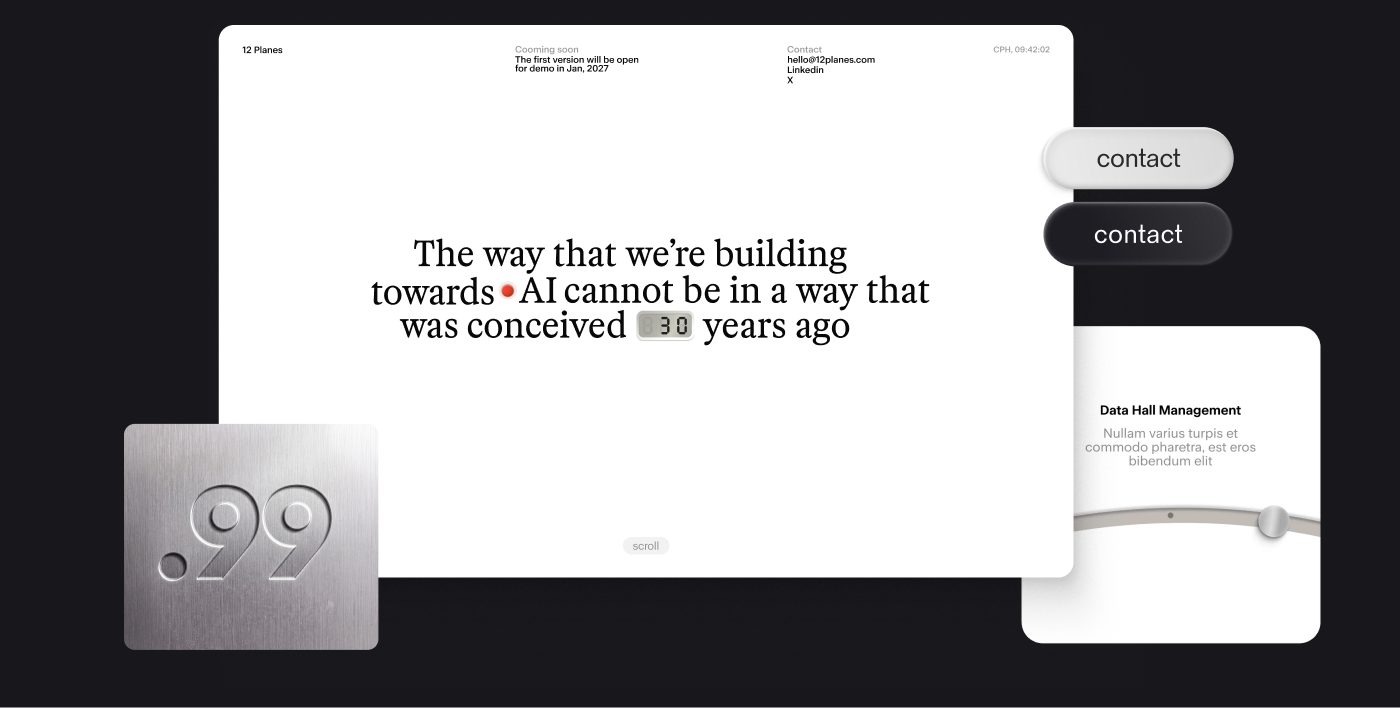 12 Planes
Cooming soon
The first version will be open
for demo in Jan, 2027
Contact
hello@12planes.com
Linkedin
X
CPH, 09:42:02
contact
contact
The way that we’re building
towards AI cannot be in a way that
was conceived 30 years ago
Data Hall Management
Nullam varius turpis et
commodo pharetra, est eros
bibendum elit
.99
scroll